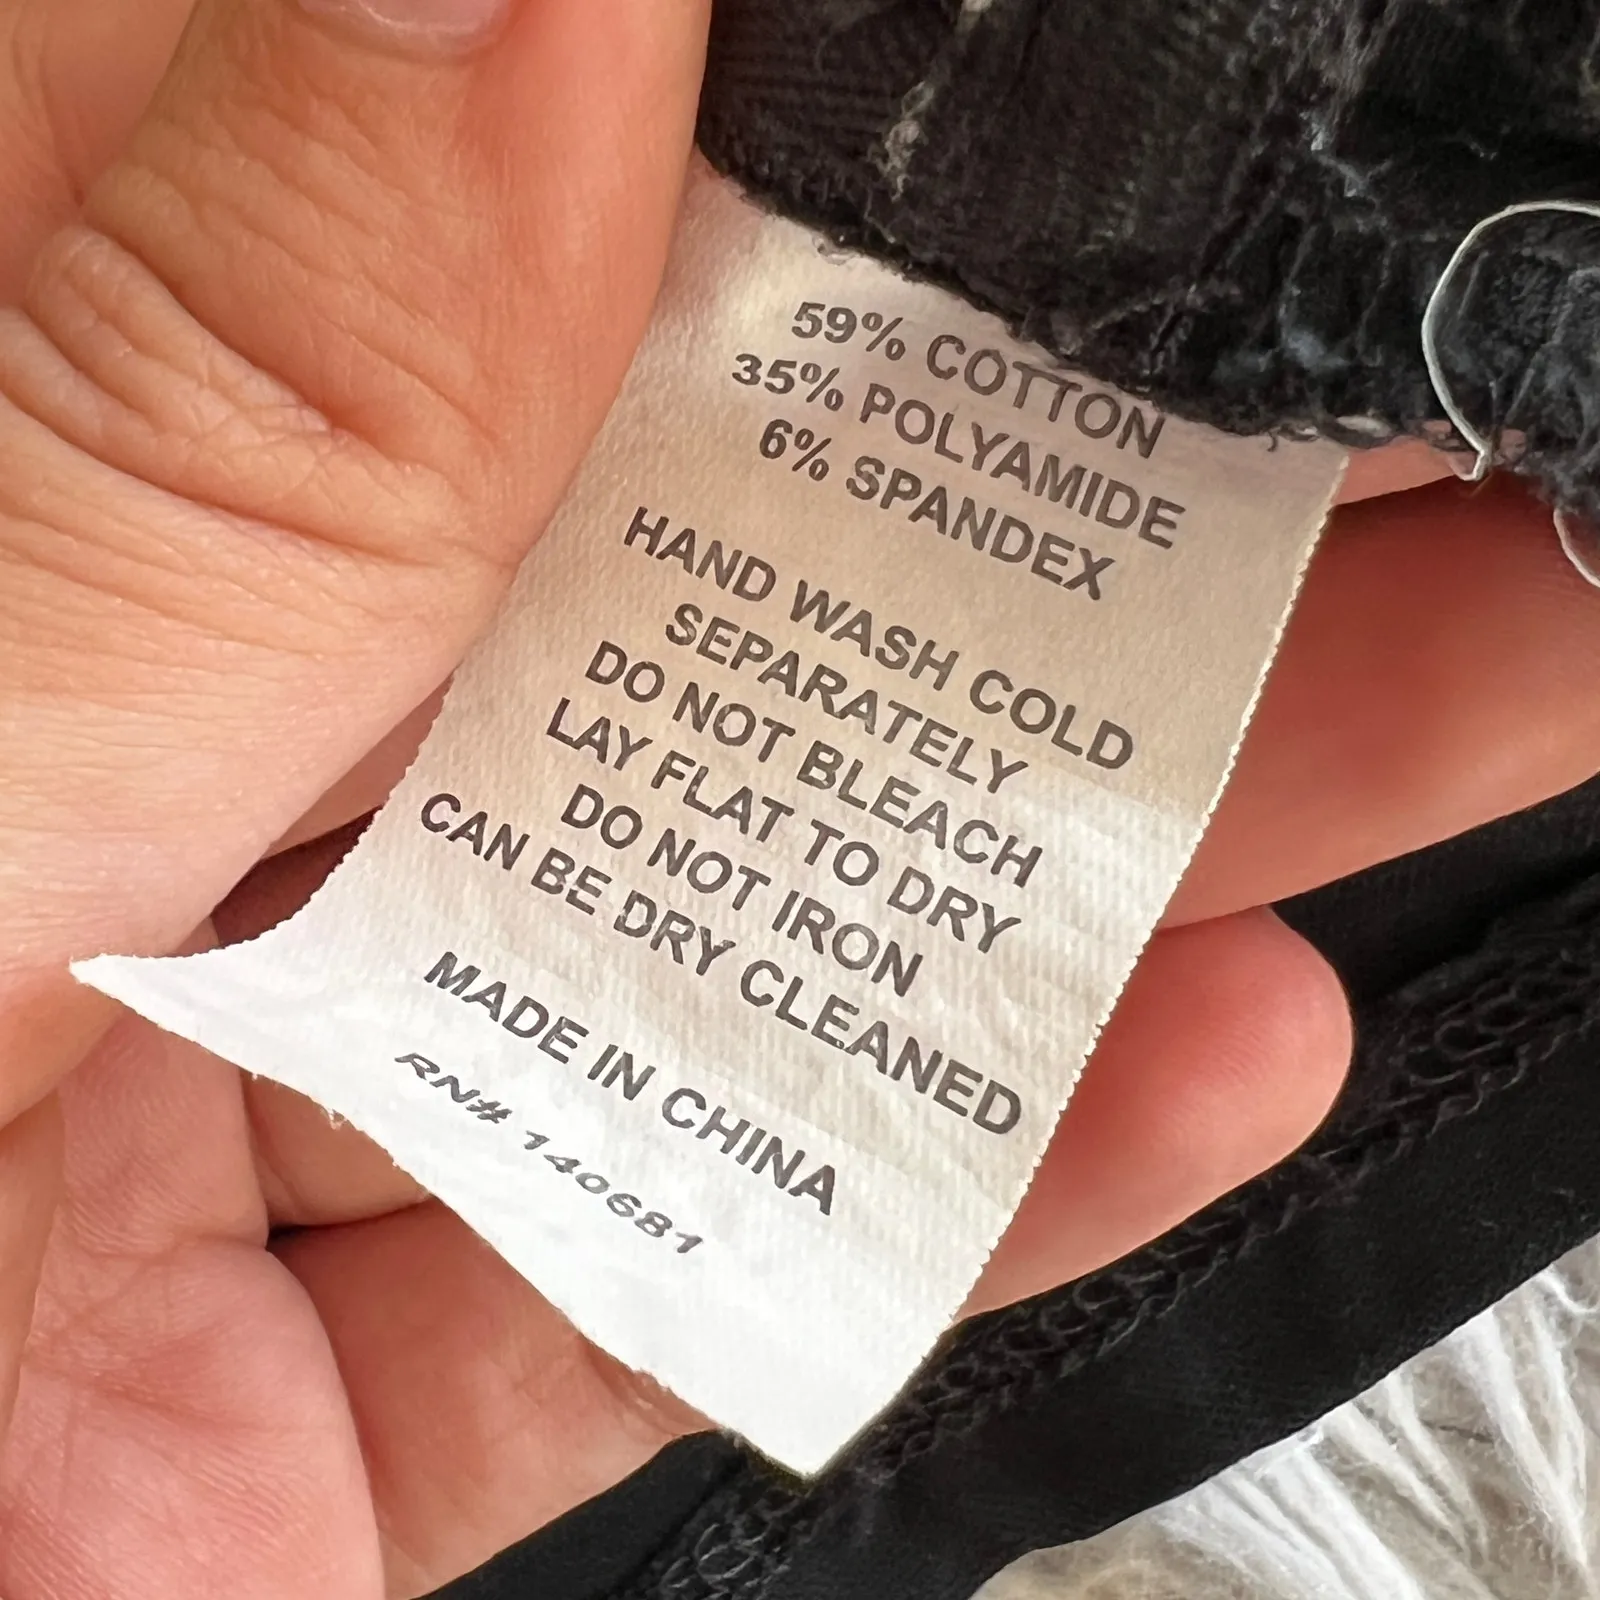 59% COTTON
35% POLYAMIDE
6% SPANDEX
HAND WASH COLD
SEPARATELY
DO NOT BLEACH
LAY FLAT TO DRY
DO NOT IRON
CAN BE DRY CLEANED
MADE IN CHINA
RN# 140681